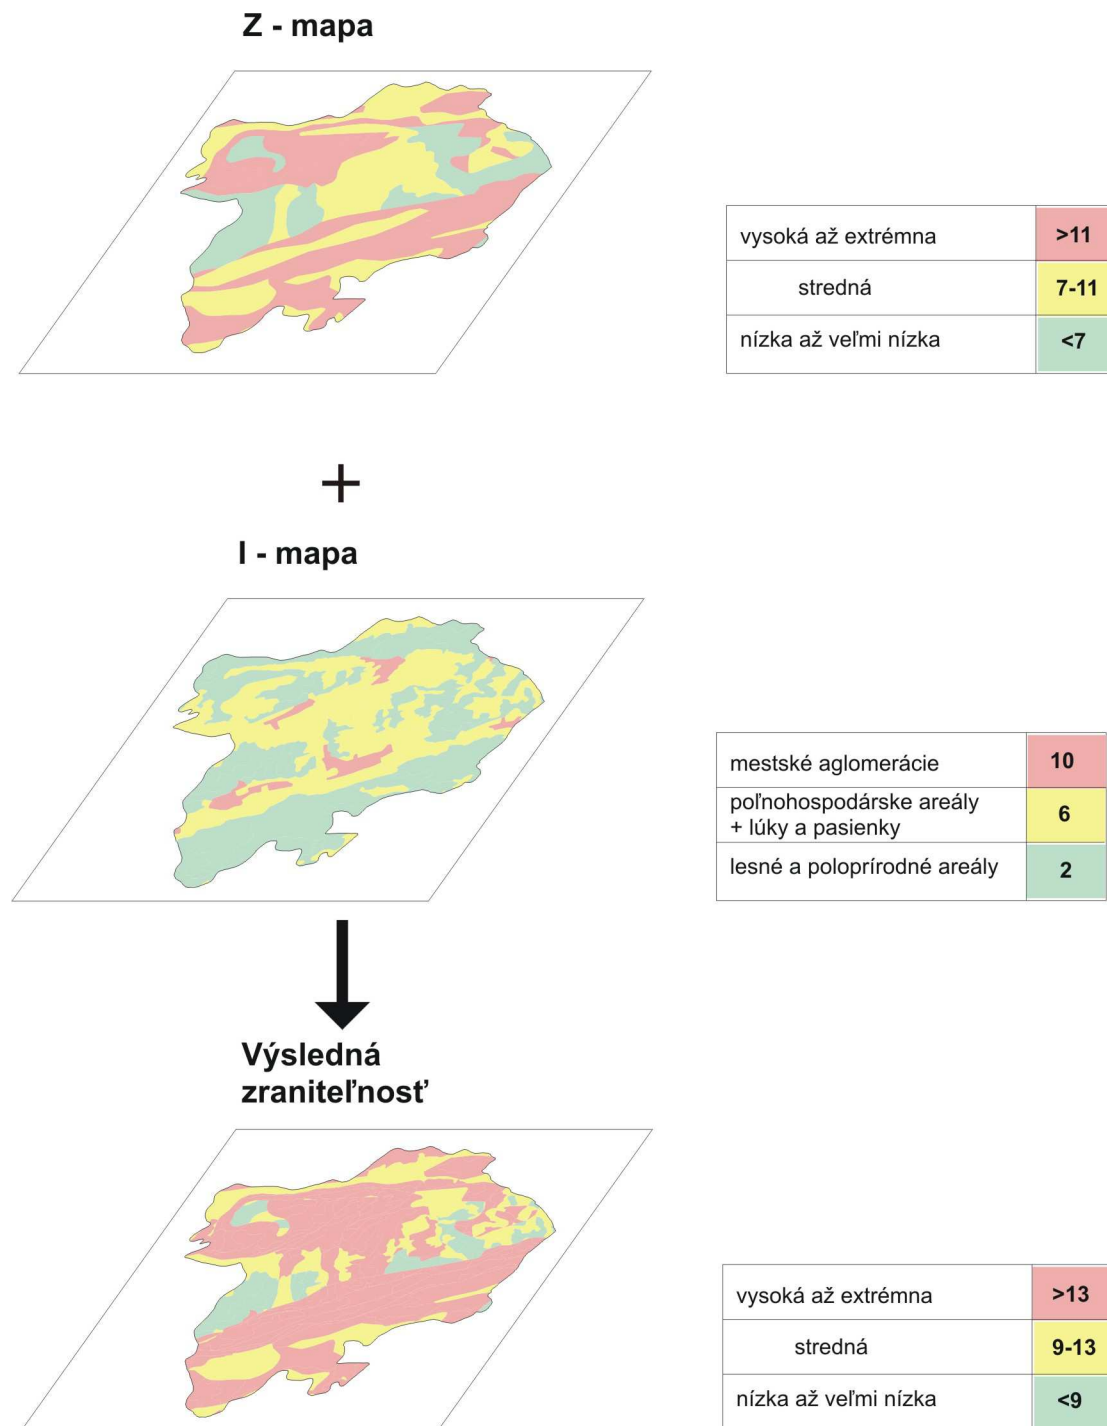 Z - mapa
vysoká až extrémna >11
stredná 7-11
nízka až veľmi nízka <7
+
I - mapa
mestské aglomerácie 10
poľnohospodárske areály
+ lúky a pasienky 6
lesné a poloprírodné areály 2
Výsledná
zraniteľnosť
vysoká až extrémna >13
stredná 9-13
nízka až veľmi nízka <9